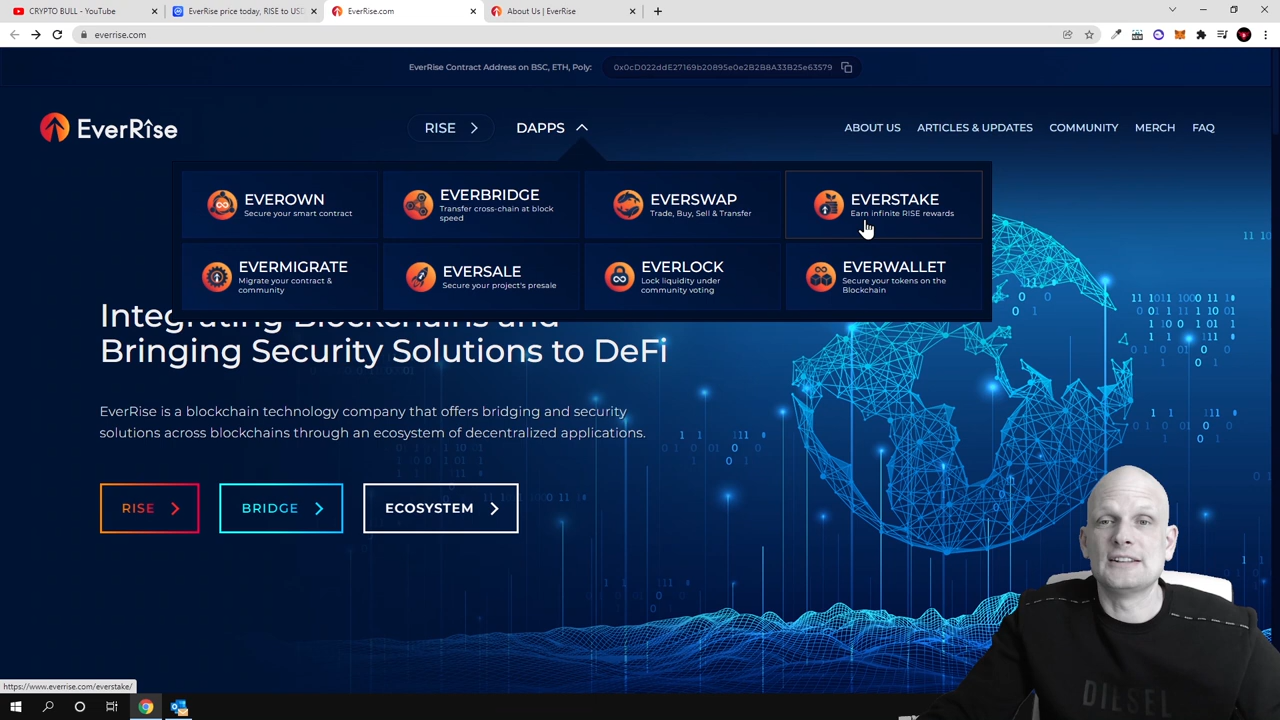 CRYPTO BULL - YouTube
EverRise price today, RISE to USD
EverRise.com
About Us | EverRise
everrise.com
EverRise Contract Address on BSC, ETH, Poly:
0x0cD022ddE27169b20895e0e2B2B8A33B25e63579
EverRise
RISE
DAPPS
ABOUT US
ARTICLES & UPDATES
COMMUNITY
MERCH
FAQ
EVEROWN
Secure your smart contract
EVERBRIDGE
Transfer cross-chain at block
speed
EVERSWAP
Trade, Buy, Sell & Transfer
EVERSTAKE
Earn infinite RISE rewards
EVERMIGRATE
Migrate your contract &
community
EVERSALE
Secure your project's presale
EVERLOCK
Lock liquidity under
community voting
EVERWALLET
Secure your tokens on the
Blockchain
Integrating Blockchains and
Bringing Security Solutions to DeFi
EverRise is a blockchain technology company that offers bridging and security
solutions across blockchains through an ecosystem of decentralized applications.
RISE
BRIDGE
ECOSYSTEM
DILSEL
https://www.everrise.com/everstake/